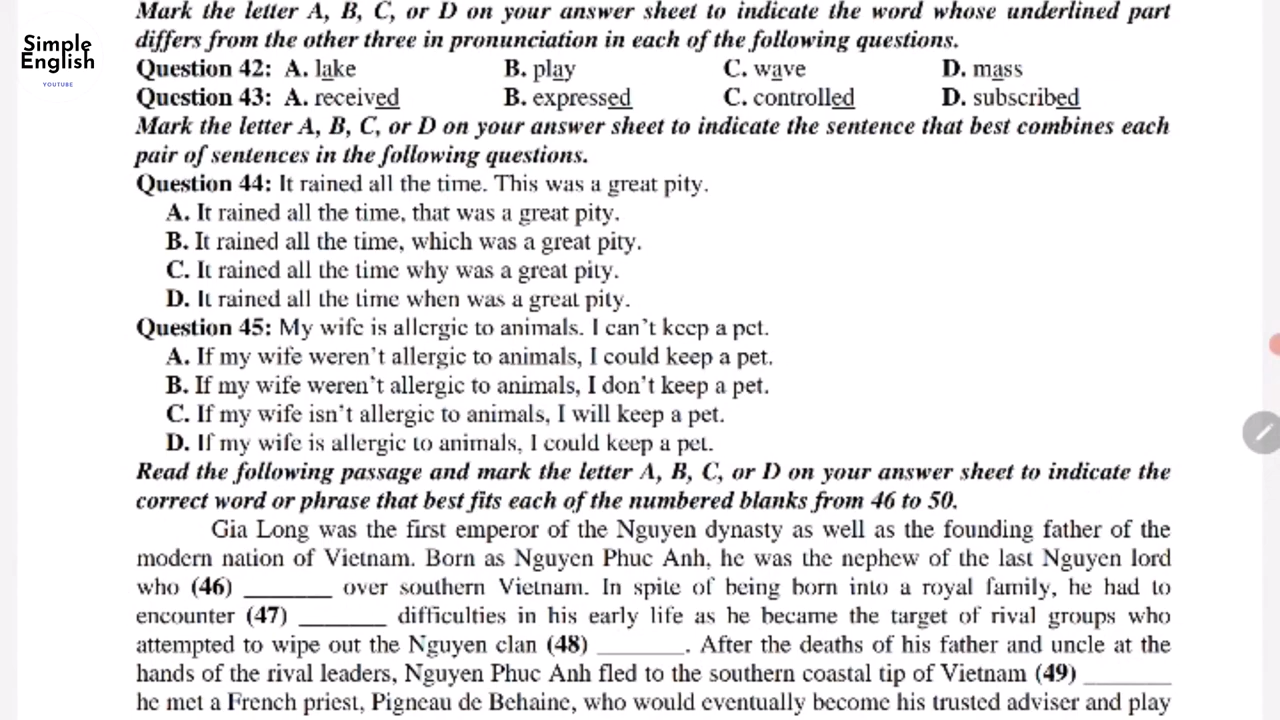 Simple
English
YOUTUBE
Mark the letter A, B, C, or D on your answer sheet to indicate the word whose underlined part
differs from the other three in pronunciation in each of the following questions.
Question 42: A. lake B. play C. wave D. mass
Question 43: A. received B. expressed C. controlled D. subscribed
Mark the letter A, B, C, or D on your answer sheet to indicate the sentence that best combines each
pair of sentences in the following questions.
Question 44: It rained all the time. This was a great pity.
A. It rained all the time, that was a great pity.
B. It rained all the time, which was a great pity.
C. It rained all the time why was a great pity.
D. It rained all the time when was a great pity.
Question 45: My wife is allergic to animals. I can't keep a pet.
A. If my wife weren't allergic to animals, I could keep a pet.
B. If my wife weren't allergic to animals, I don't keep a pet.
C. If my wife isn't allergic to animals, I will keep a pet.
D. If my wife is allergic to animals, I could keep a pet.
Read the following passage and mark the letter A, B, C, or D on your answer sheet to indicate the
correct word or phrase that best fits each of the numbered blanks from 46 to 50.
Gia Long was the first emperor of the Nguyen dynasty as well as the founding father of the
modern nation of Vietnam. Born as Nguyen Phuc Anh, he was the nephew of the last Nguyen lord
who (46) _______ over southern Vietnam. In spite of being born into a royal family, he had to
encounter (47) _______ difficulties in his early life as he became the target of rival groups who
attempted to wipe out the Nguyen clan (48) _______. After the deaths of his father and uncle at the
hands of the rival leaders, Nguyen Phuc Anh fled to the southern coastal tip of Vietnam (49) _______
he met a French priest, Pigneau de Behaine, who would eventually become his trusted adviser and play